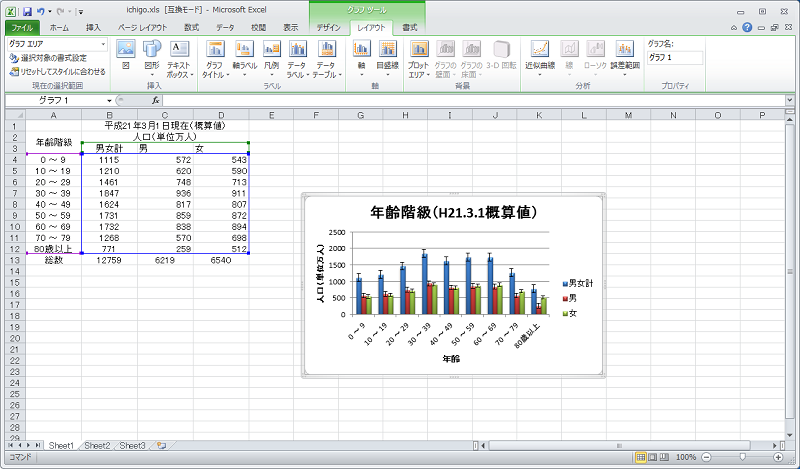 ichigo.xls [互換モード] - Microsoft Excel
グラフ ツール
ファイル ホーム 挿入 ページ レイアウト 数式 データ 校閲 表示 デザイン レイアウト 書式
グラフ エリア
選択対象の書式設定
リセットしてスタイルに合わせる
現在の選択範囲
図 図形 テキスト ボックス
挿入
グラフ タイトル 軸ラベル 凡例 データ ラベル データ テーブル
ラベル
軸 目盛線
軸
プロット エリア グラフの 壁面 グラフの 床面 3-D 回転
背景
近似曲線 線 ローソク 誤差範囲
分析
グラフ名:
グラフ 1
プロパティ
グラフ 1 fx
A B C D E F G H I J K L M N O P
1 平成21年3月1日現在(概算値)
2 年齢階級 人口(単位万人)
3 男女計 男 女
4 0 ~ 9 1115 572 543
5 10 ~ 19 1210 620 590
6 20 ~ 29 1461 748 713
7 30 ~ 39 1847 936 911
8 40 ~ 49 1624 817 807
9 50 ~ 59 1731 859 872
10 60 ~ 69 1732 838 894
11 70 ~ 79 1268 570 698
12 80歳以上 771 259 512
13 総数 12759 6219 6540
14
15
16
17
18
19
20
21
22
23
24
25
26
27
28
29
年齢階級(H21.3.1概算値)
人口(単位万人)
2500
2000
1500
1000
500
0
0 ~ 9 10 ~ 19 20 ~ 29 30 ~ 39 40 ~ 49 50 ~ 59 60 ~ 69 70 ~ 79 80歳以上
年齢
男女計
男
女
Sheet1 Sheet2 Sheet3
コマンド 100%